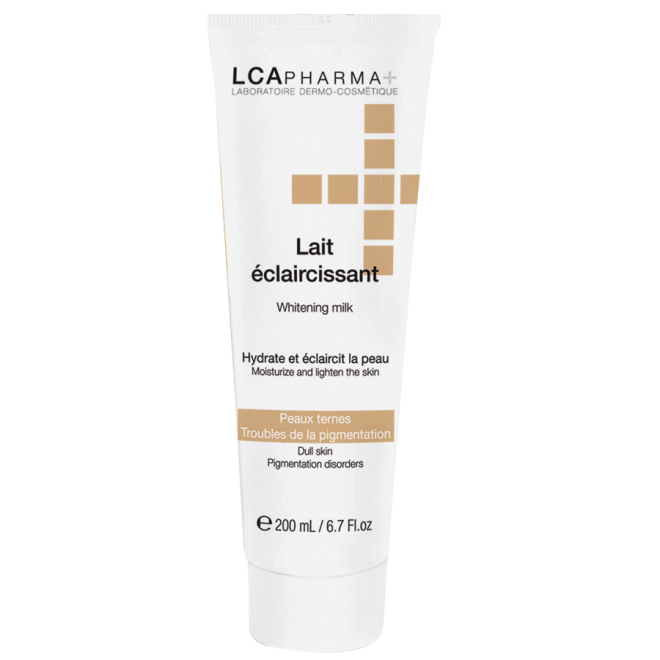 LCAPHARMA+
LABORATOIRE DERMO-COSMÉTIQUE
Lait
éclaircissant
Whitening milk
Hydrate et éclaircit la peau
Moisturize and lighten the skin
Peaux ternes
Troubles de la pigmentation
Dull skin
Pigmentation disorders
℮ 200 mL / 6.7 Fl.oz